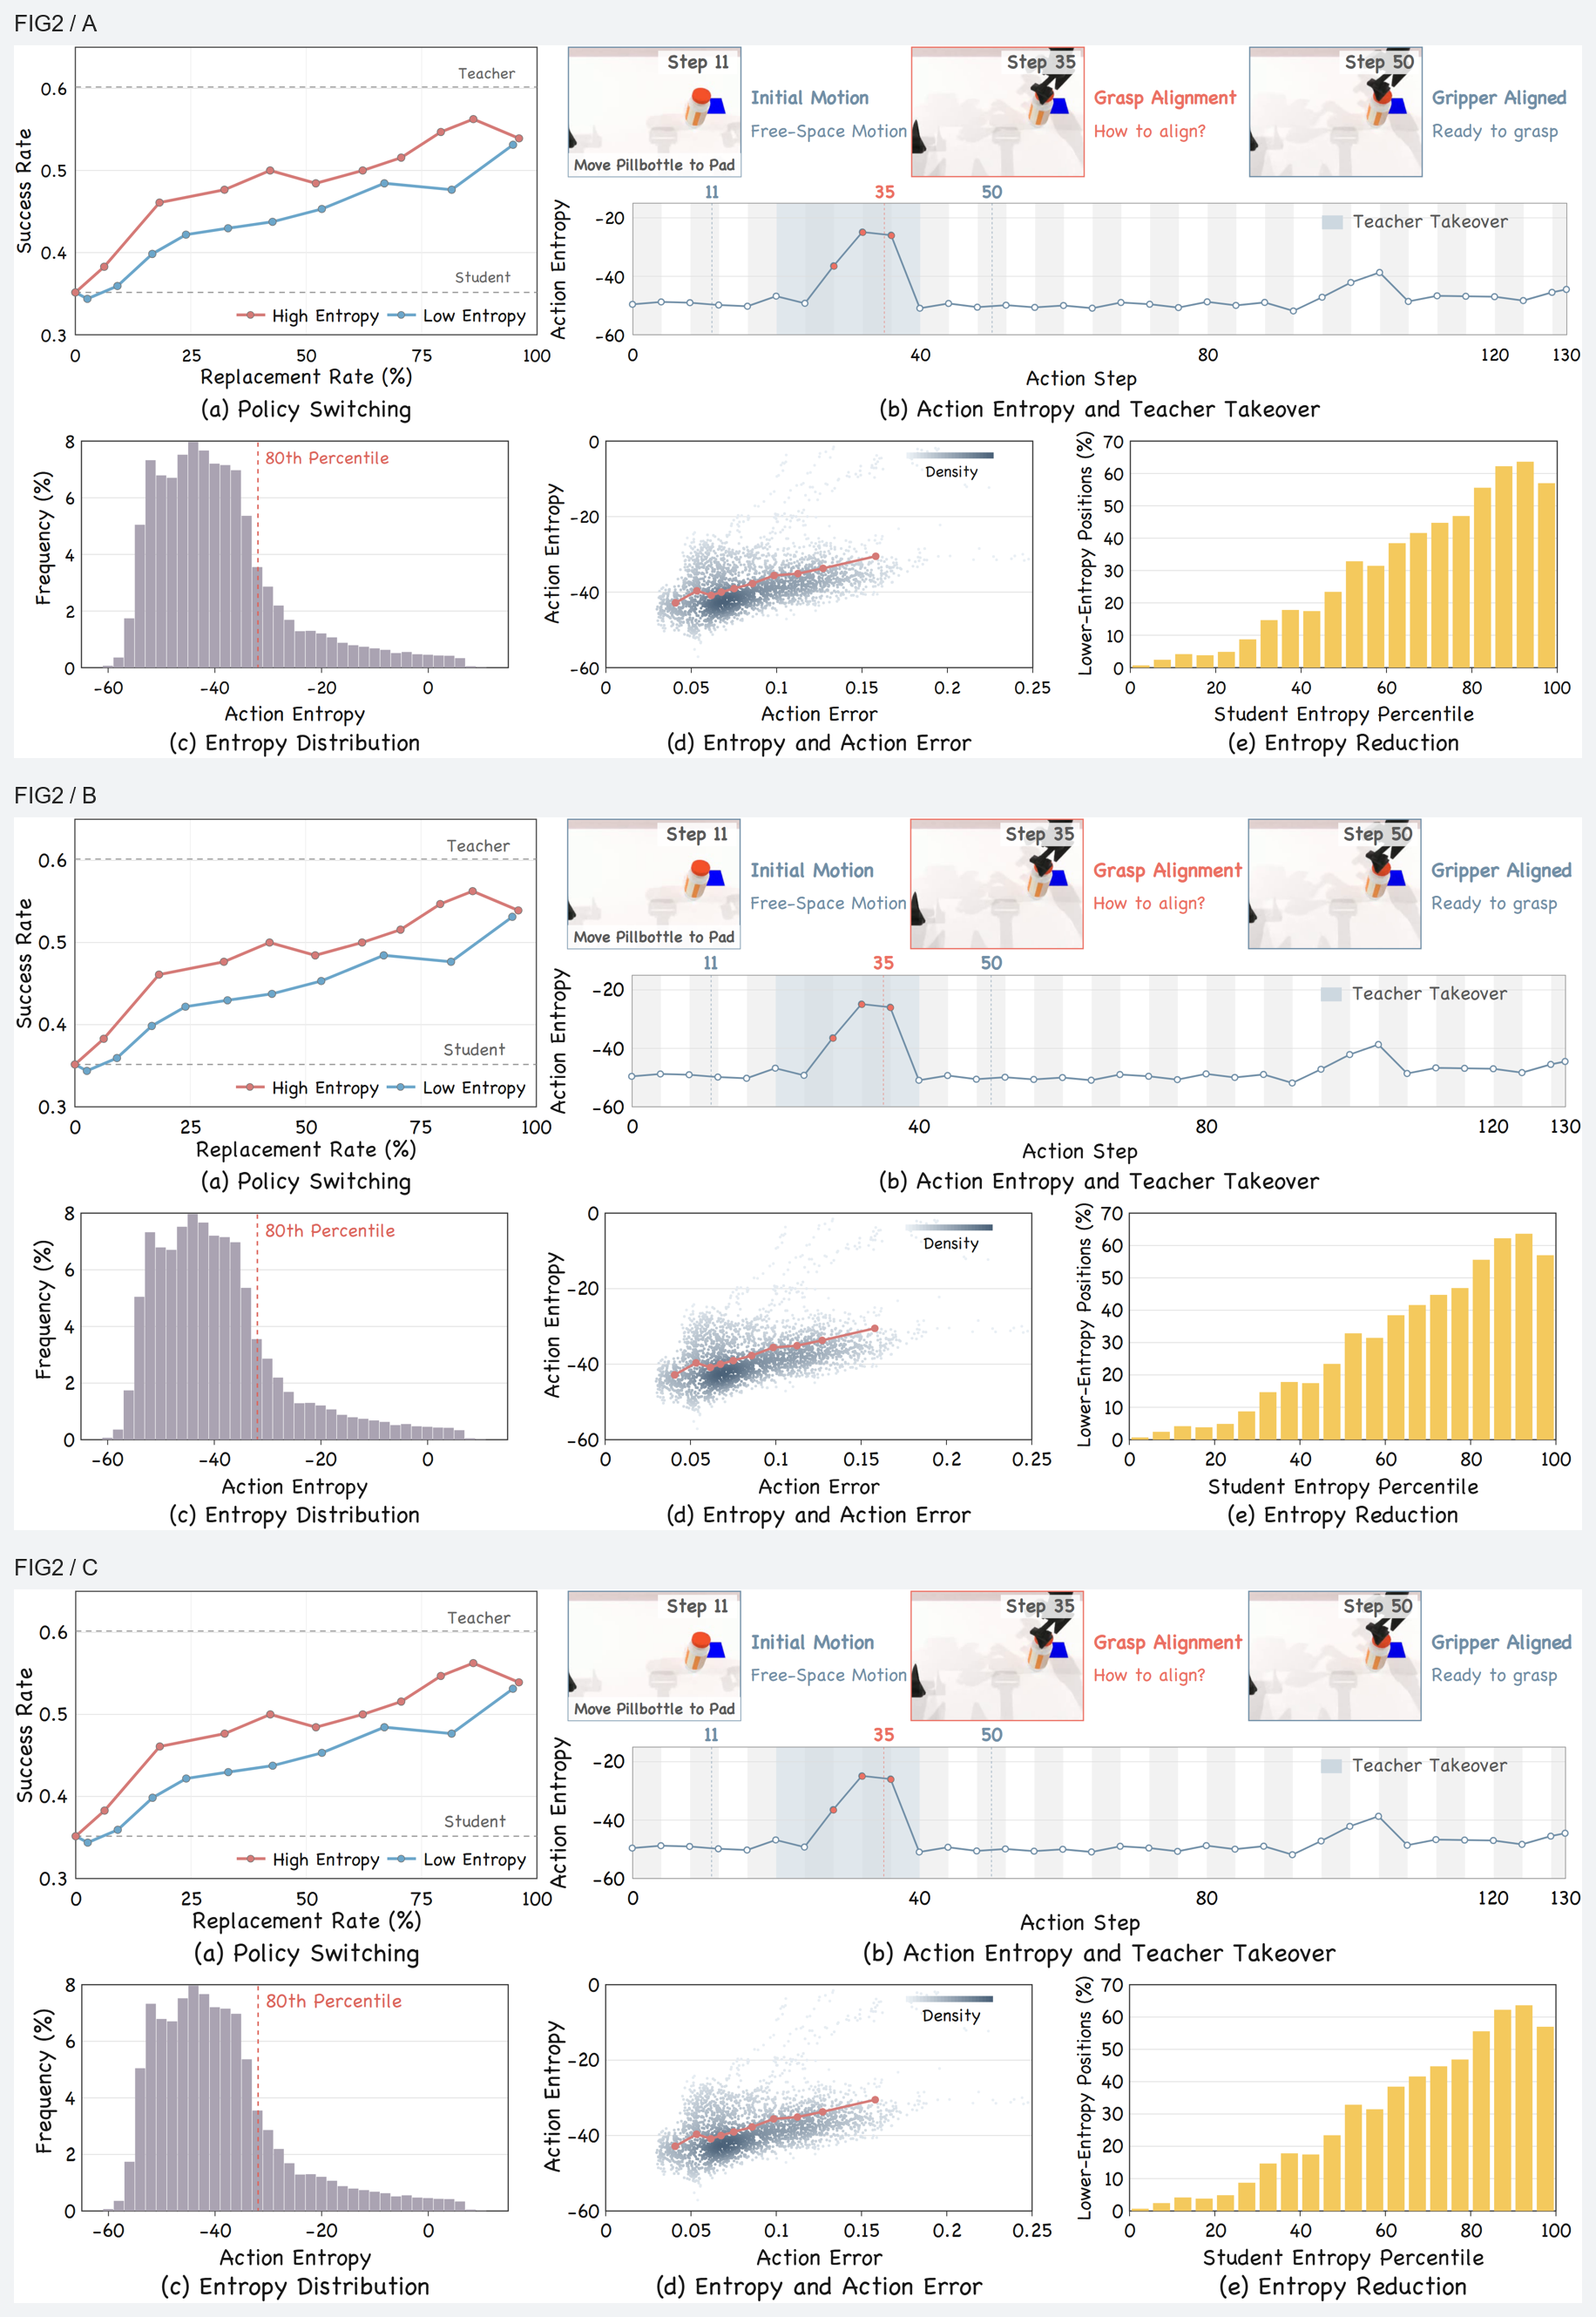 FIG2 / A
Success Rate
0.6
0.5
0.4
0.3
Teacher
Student
High Entropy
Low Entropy
0 25 50 75 100
Replacement Rate (%)
(a) Policy Switching
Step 11
Move Pillbottle to Pad
Initial Motion
Free-Space Motion
Step 35
Grasp Alignment
How to align?
Step 50
Gripper Aligned
Ready to grasp
11 35 50
Action Entropy
-20
-40
-60
Teacher Takeover
0 40 80 120 130
Action Step
(b) Action Entropy and Teacher Takeover
Frequency (%)
8
6
4
2
0
80th Percentile
-60 -40 -20 0
Action Entropy
(c) Entropy Distribution
Action Entropy
0
-20
-40
-60
Density
0 0.05 0.1 0.15 0.2 0.25
Action Error
(d) Entropy and Action Error
Lower-Entropy Positions (%)
70
60
50
40
30
20
10
0
0 20 40 60 80 100
Student Entropy Percentile
(e) Entropy Reduction
FIG2 / B
Success Rate
0.6
0.5
0.4
0.3
Teacher
Student
High Entropy
Low Entropy
0 25 50 75 100
Replacement Rate (%)
(a) Policy Switching
Step 11
Move Pillbottle to Pad
Initial Motion
Free-Space Motion
Step 35
Grasp Alignment
How to align?
Step 50
Gripper Aligned
Ready to grasp
11 35 50
Action Entropy
-20
-40
-60
Teacher Takeover
0 40 80 120 130
Action Step
(b) Action Entropy and Teacher Takeover
Frequency (%)
8
6
4
2
0
80th Percentile
-60 -40 -20 0
Action Entropy
(c) Entropy Distribution
Action Entropy
0
-20
-40
-60
Density
0 0.05 0.1 0.15 0.2 0.25
Action Error
(d) Entropy and Action Error
Lower-Entropy Positions (%)
70
60
50
40
30
20
10
0
0 20 40 60 80 100
Student Entropy Percentile
(e) Entropy Reduction
FIG2 / C
Success Rate
0.6
0.5
0.4
0.3
Teacher
Student
High Entropy
Low Entropy
0 25 50 75 100
Replacement Rate (%)
(a) Policy Switching
Step 11
Move Pillbottle to Pad
Initial Motion
Free-Space Motion
Step 35
Grasp Alignment
How to align?
Step 50
Gripper Aligned
Ready to grasp
11 35 50
Action Entropy
-20
-40
-60
Teacher Takeover
0 40 80 120 130
Action Step
(b) Action Entropy and Teacher Takeover
Frequency (%)
8
6
4
2
0
80th Percentile
-60 -40 -20 0
Action Entropy
(c) Entropy Distribution
Action Entropy
0
-20
-40
-60
Density
0 0.05 0.1 0.15 0.2 0.25
Action Error
(d) Entropy and Action Error
Lower-Entropy Positions (%)
70
60
50
40
30
20
10
0
0 20 40 60 80 100
Student Entropy Percentile
(e) Entropy Reduction